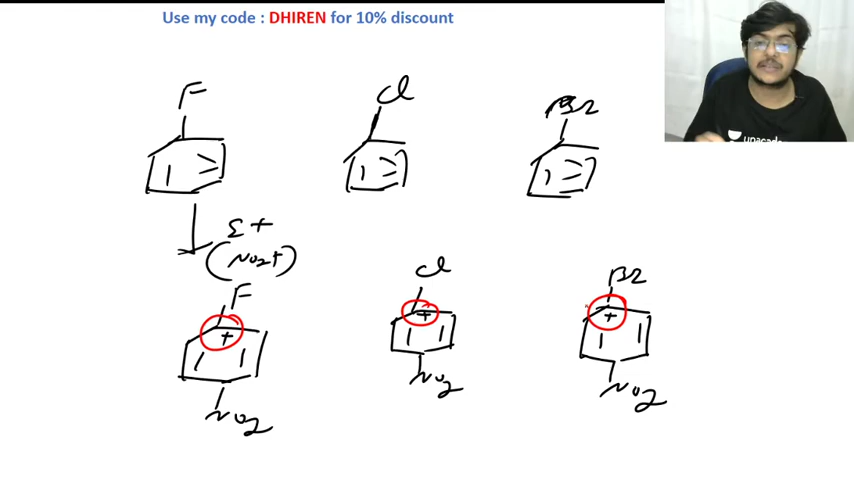 Use my code : DHIREN for 10% discount
F
Cl
Br
E+
(NO2+)
F
Cl
Br
+
+
+
NO2
NO2
NO2